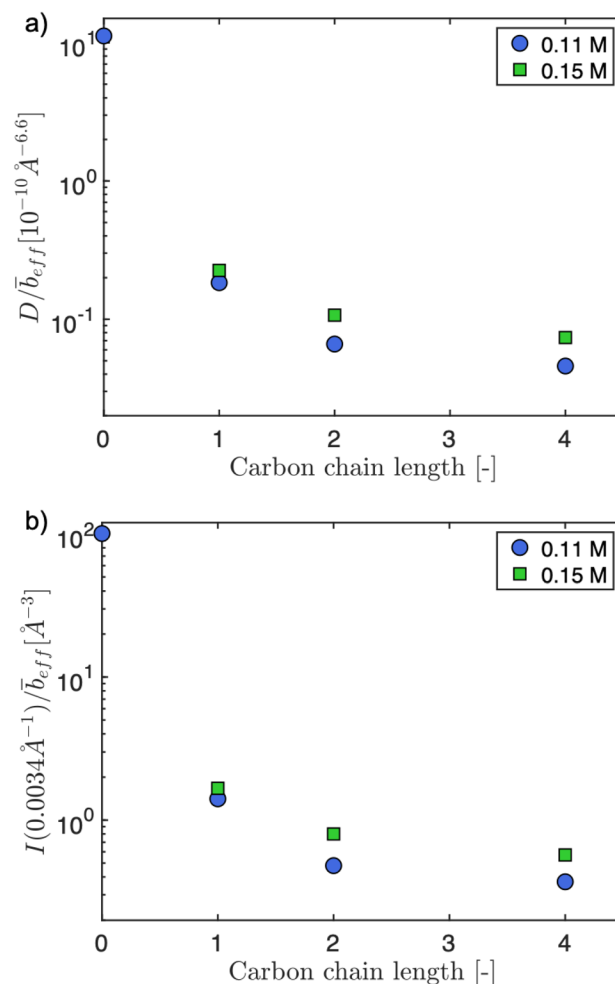 a)
10¹
10⁰
10⁻¹
D/b̄_eff[10⁻¹⁰Å⁻⁶·⁶]
0.11 M
0.15 M
0 1 2 3 4
Carbon chain length [-]
b)
10²
10¹
10⁰
I(0.0034Å⁻¹)/b̄_eff[Å⁻³]
0.11 M
0.15 M
0 1 2 3 4
Carbon chain length [-]